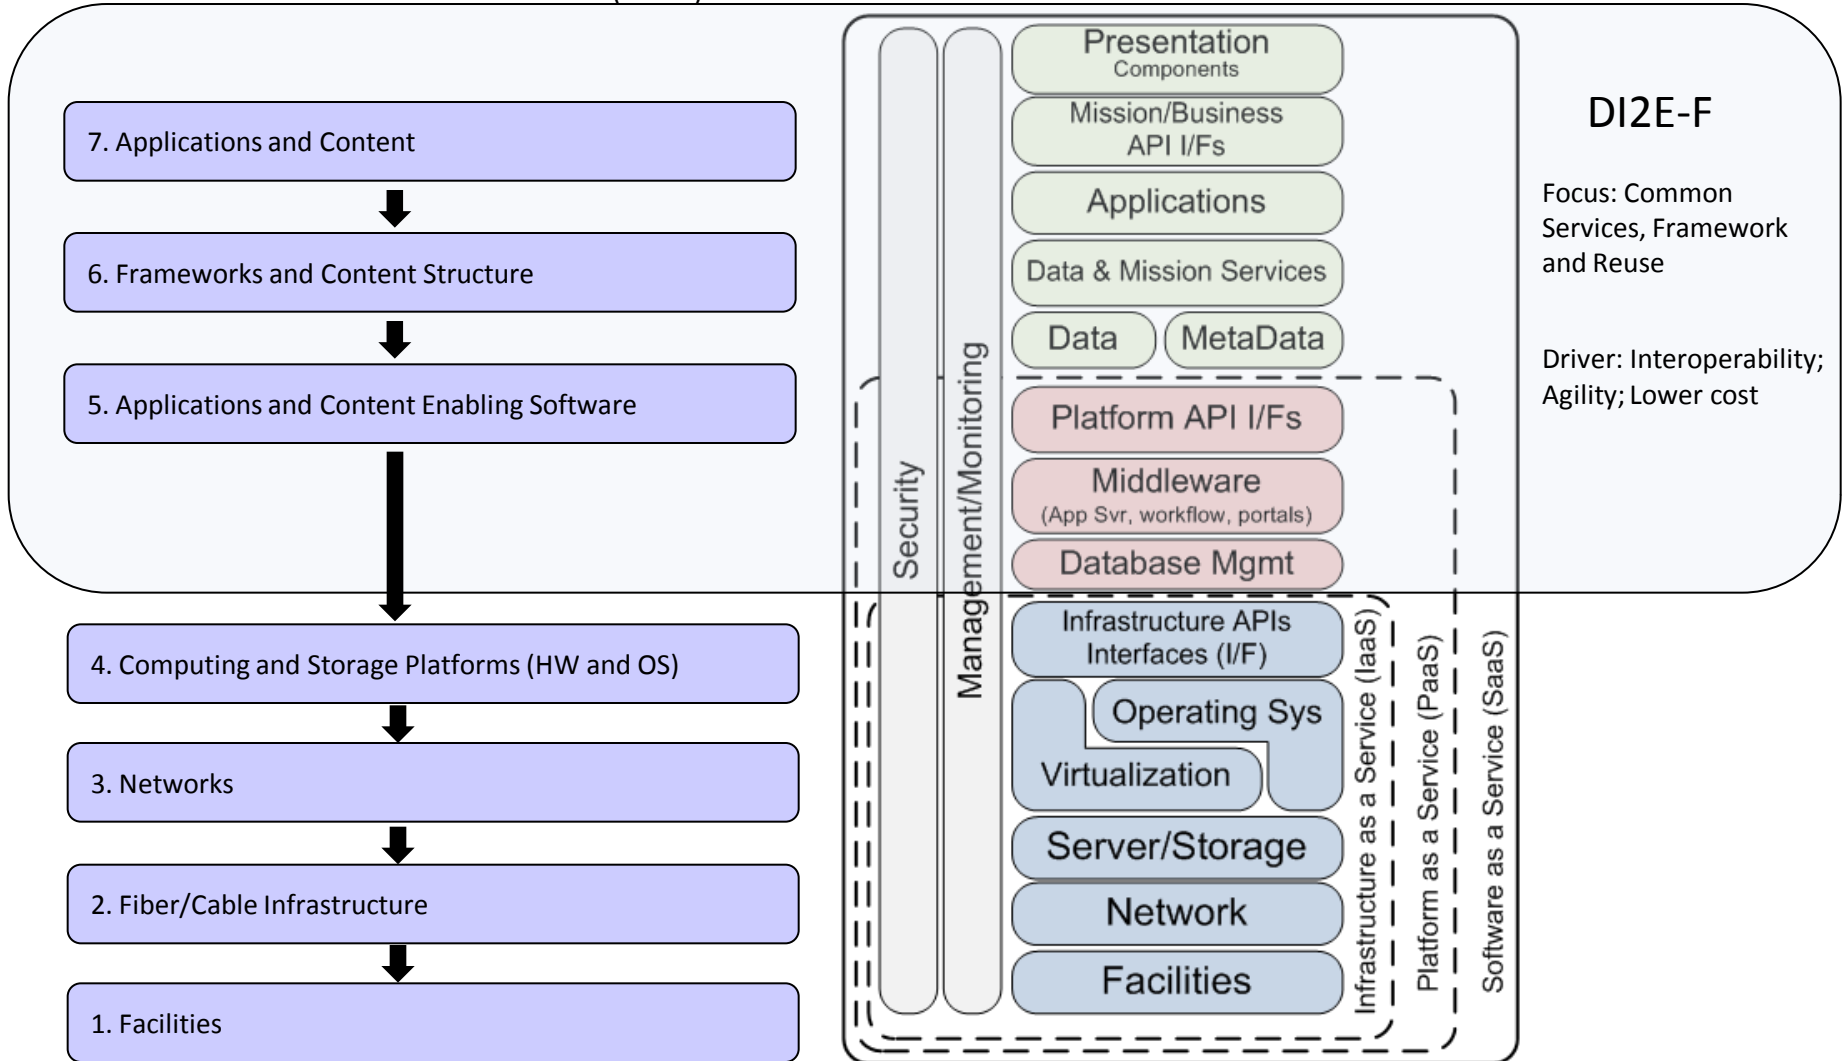 7. Applications and Content
6. Frameworks and Content Structure
5. Applications and Content Enabling Software
4. Computing and Storage Platforms (HW and OS)
3. Networks
2. Fiber/Cable Infrastructure
1. Facilities
Security
Management/Monitoring
Presentation
Components
Mission/Business
API I/Fs
Applications
Data & Mission Services
Data
MetaData
Platform API I/Fs
Middleware
(App Svr, workflow, portals)
Database Mgmt
Infrastructure APIs
Interfaces (I/F)
Operating Sys
Virtualization
Server/Storage
Network
Facilities
Infrastructure as a Service (IaaS)
Platform as a Service (PaaS)
Software as a Service (SaaS)
DI2E-F
Focus: Common
Services, Framework
and Reuse
Driver: Interoperability;
Agility; Lower cost